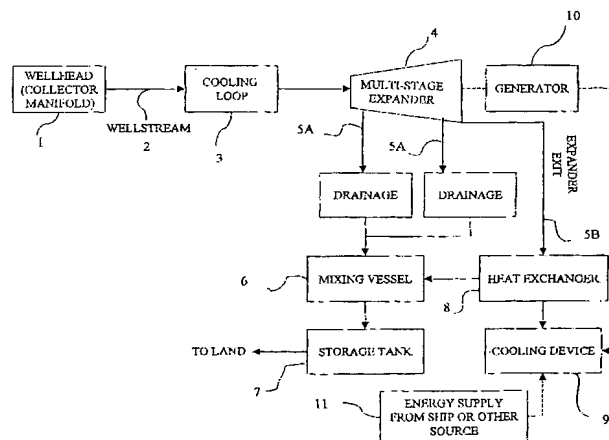 10
4
WELLHEAD
(COLLECTOR
MANIFOLD)
COOLING
LOOP
MULTI-STAGE
EXPANDER
GENERATOR
1
WELLSTREAM
2
3
5A
5A
EXPANDER
EXIT
DRAINAGE
DRAINAGE
5B
6
MIXING VESSEL
HEAT EXCHANGER
8
TO LAND
STORAGE TANK
COOLING DEVICE
7
11
ENERGY SUPPLY
FROM SHIP OR OTHER
SOURCE
9